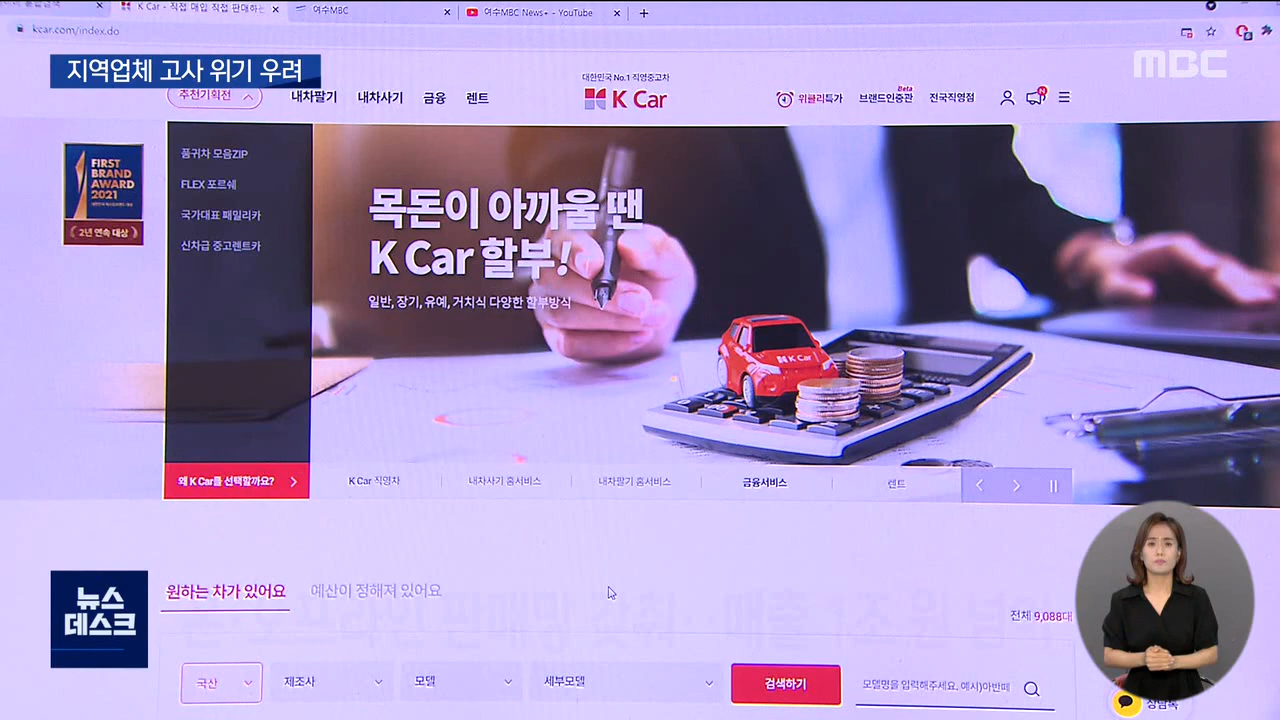 K Car - 직접 매입 직접 판매하는
여수MBC
여수MBC News+ - YouTube
kcar.com/index.do
지역업체 고사 위기 우려
MBC
추천기획전
내차팔기
내차사기
금융
렌트
대한민국 No.1 직영중고차
K Car
위클리특가
브랜드인증관
Beta
전국직영점
N
FIRST
BRAND
AWARD
2021
2년 연속 대상
품귀차 모음ZIP
FLEX 포르쉐
국가대표 패밀리카
신차급 중고렌트카
목돈이 아까울 땐
K Car 할부!
일반, 장기, 유예, 거치식 다양한 할부방식
K Car
왜 K Car를 선택할까요?
K Car 직영차
내차사기 홈서비스
내차팔기 홈서비스
금융서비스
렌트
뉴스
데스크
원하는 차가 있어요
예산이 정해져 있어요
전체 9,088대
국산
제조사
모델
세부모델
검색하기
모델명을 입력해주세요. 예시)아반떼
상담톡